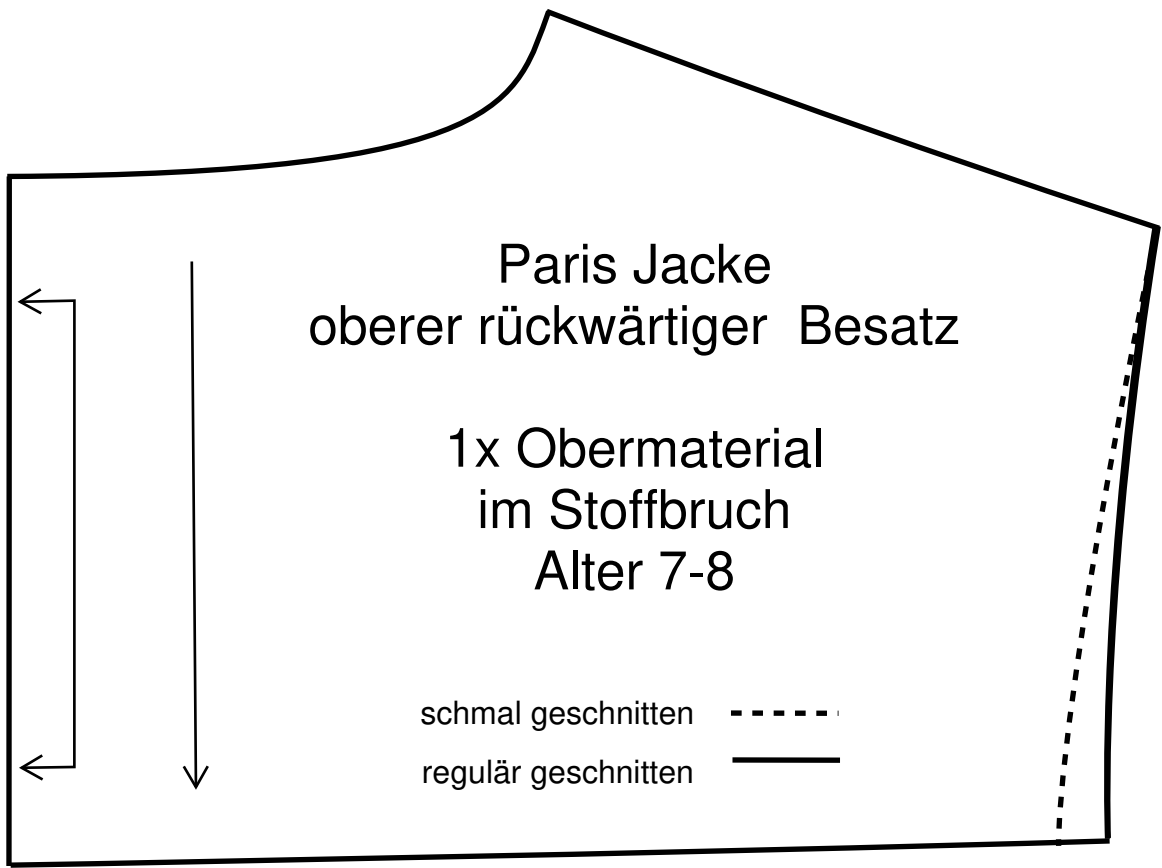 Paris Jacke
oberer rückwärtiger Besatz
1x Obermaterial
im Stoffbruch
Alter 7-8
schmal geschnitten
regulär geschnitten